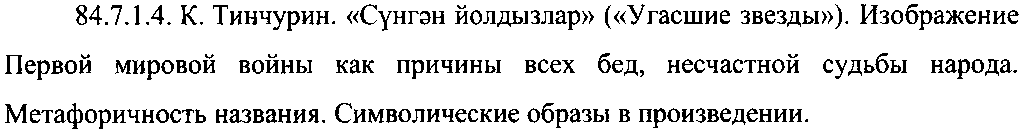 84.7.1.4. К. Тинчурин. «Сүнгән йолдызлар» («Угасшие звезды»). Изображение
Первой мировой войны как причины всех бед, несчастной судьбы народа.
Метафоричность названия. Символические образы в произведении.